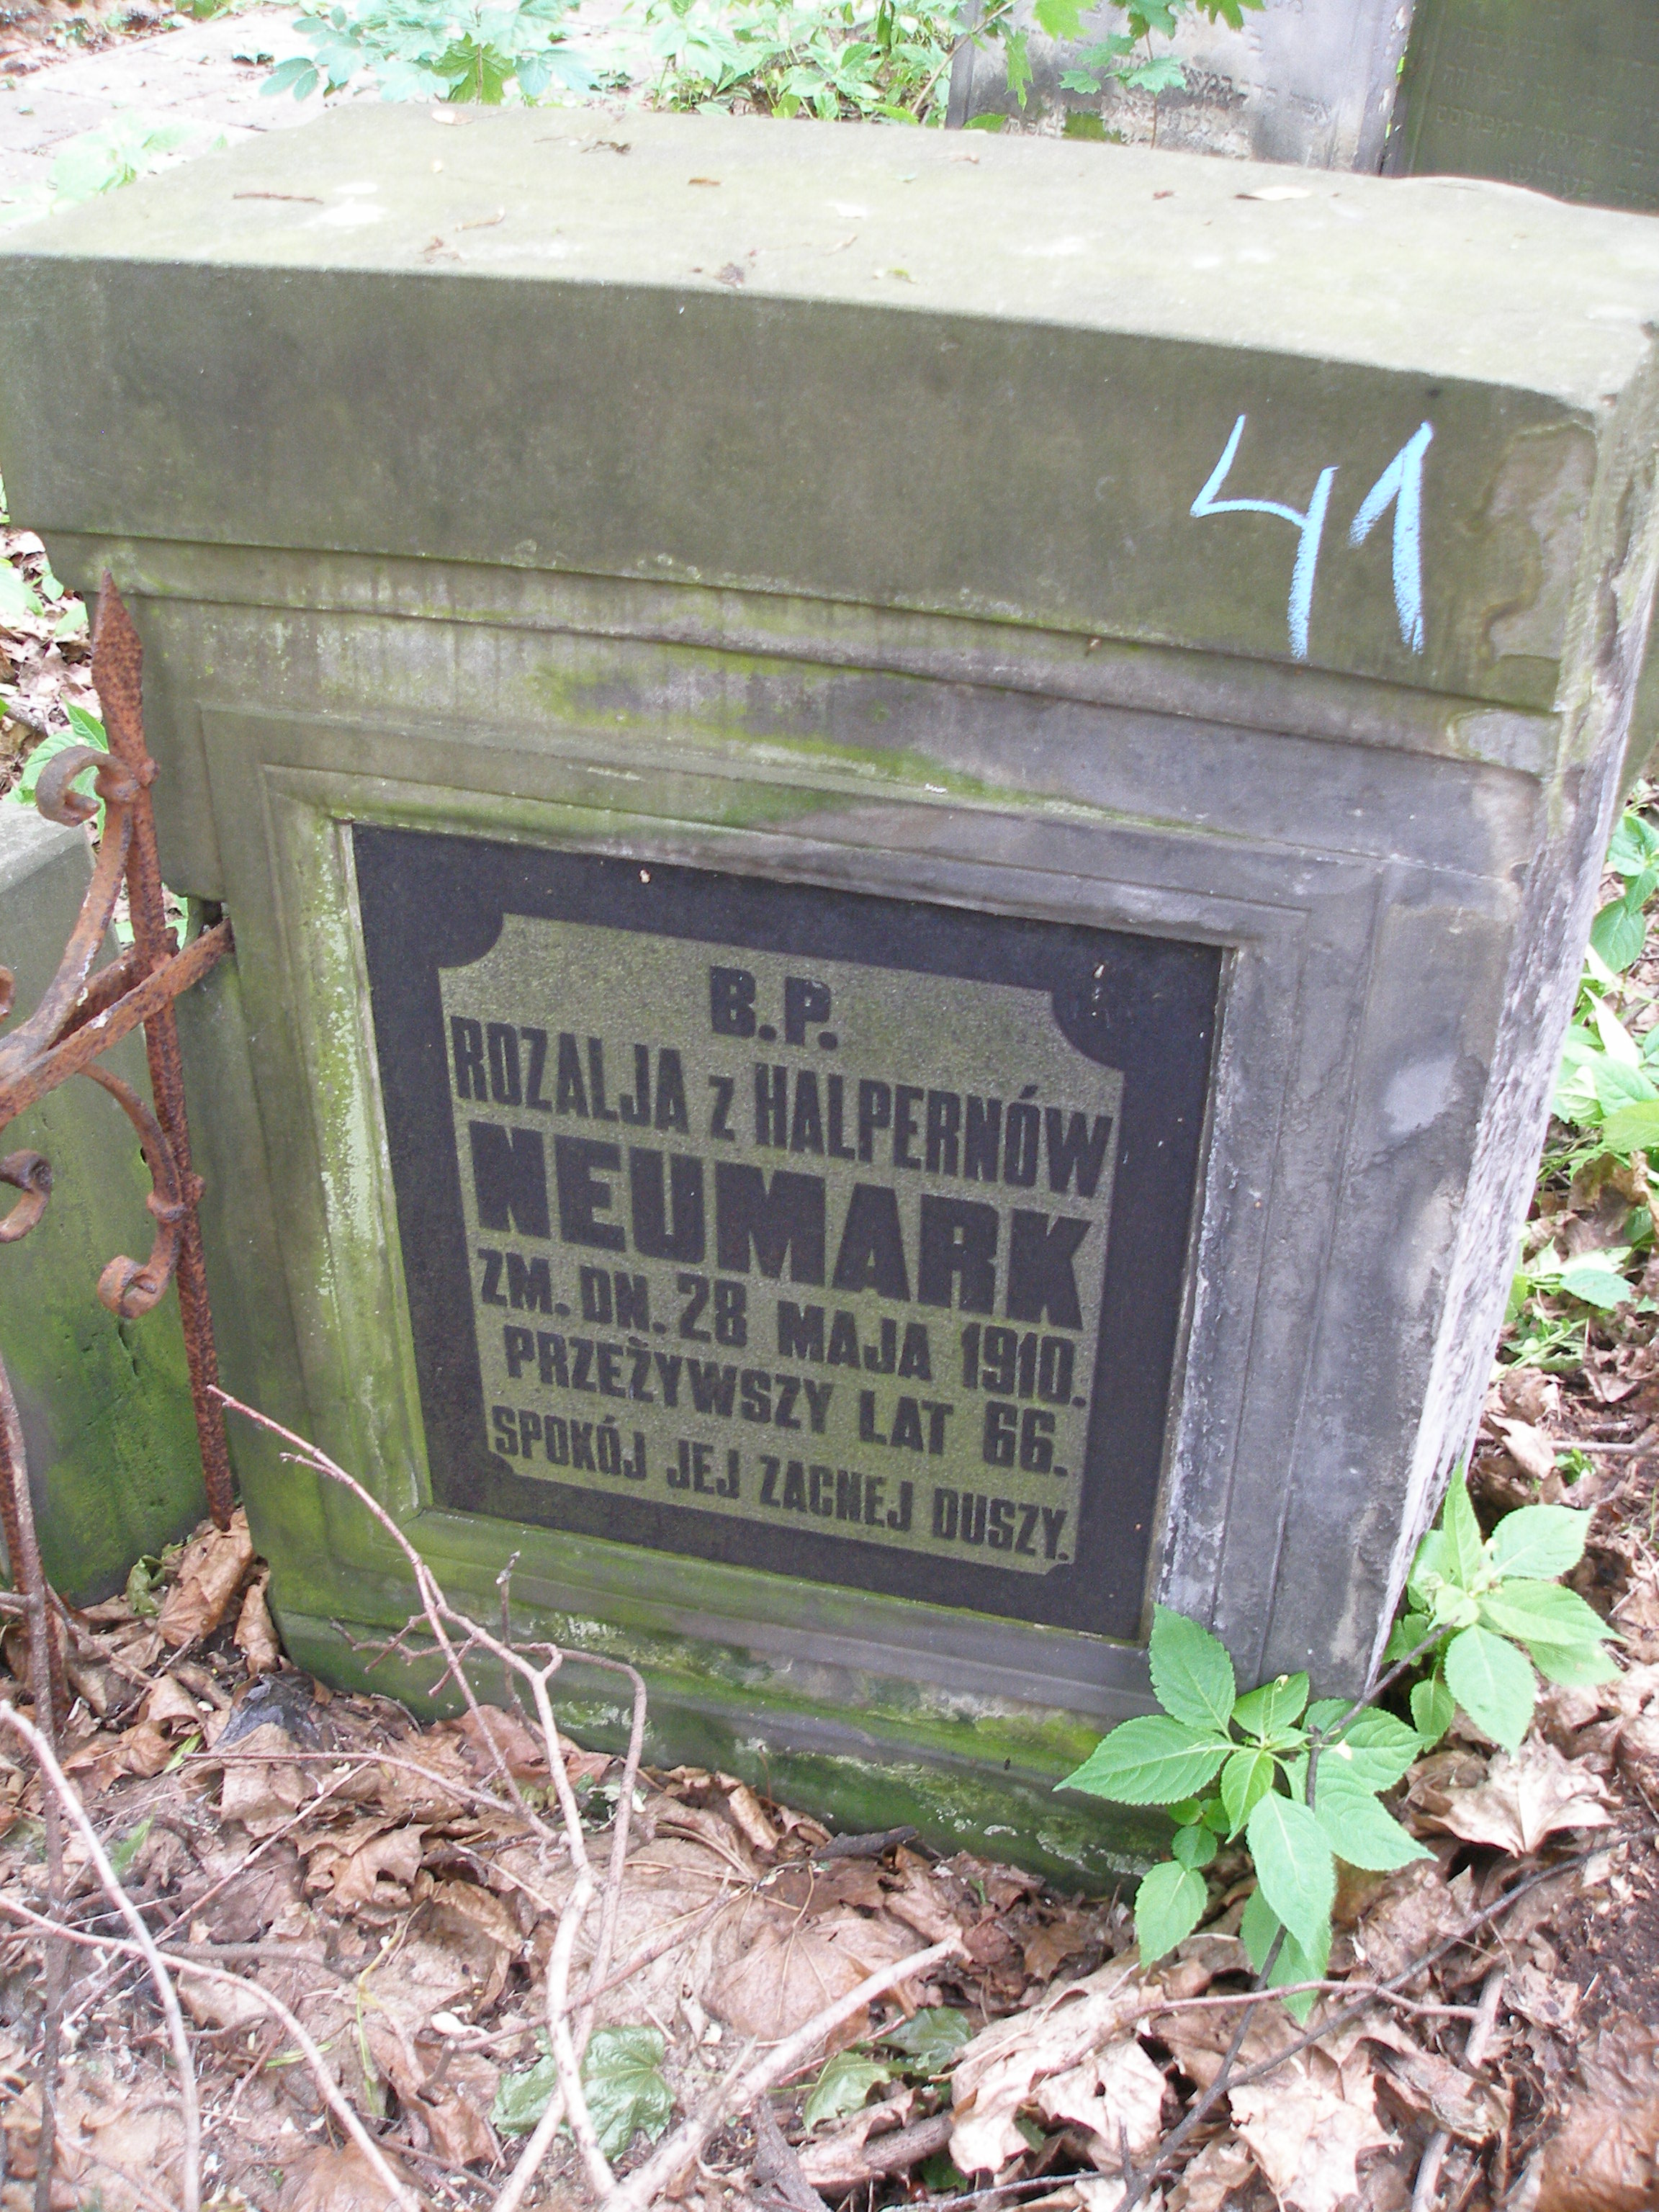 41
B.P.
ROZALJA z HALPERNÓW
NEUMARK
ZM. DN. 28 MAJA 1910.
PRZEŻYWSZY LAT 66.
SPOKÓJ JEJ ZACNEJ DUSZY.